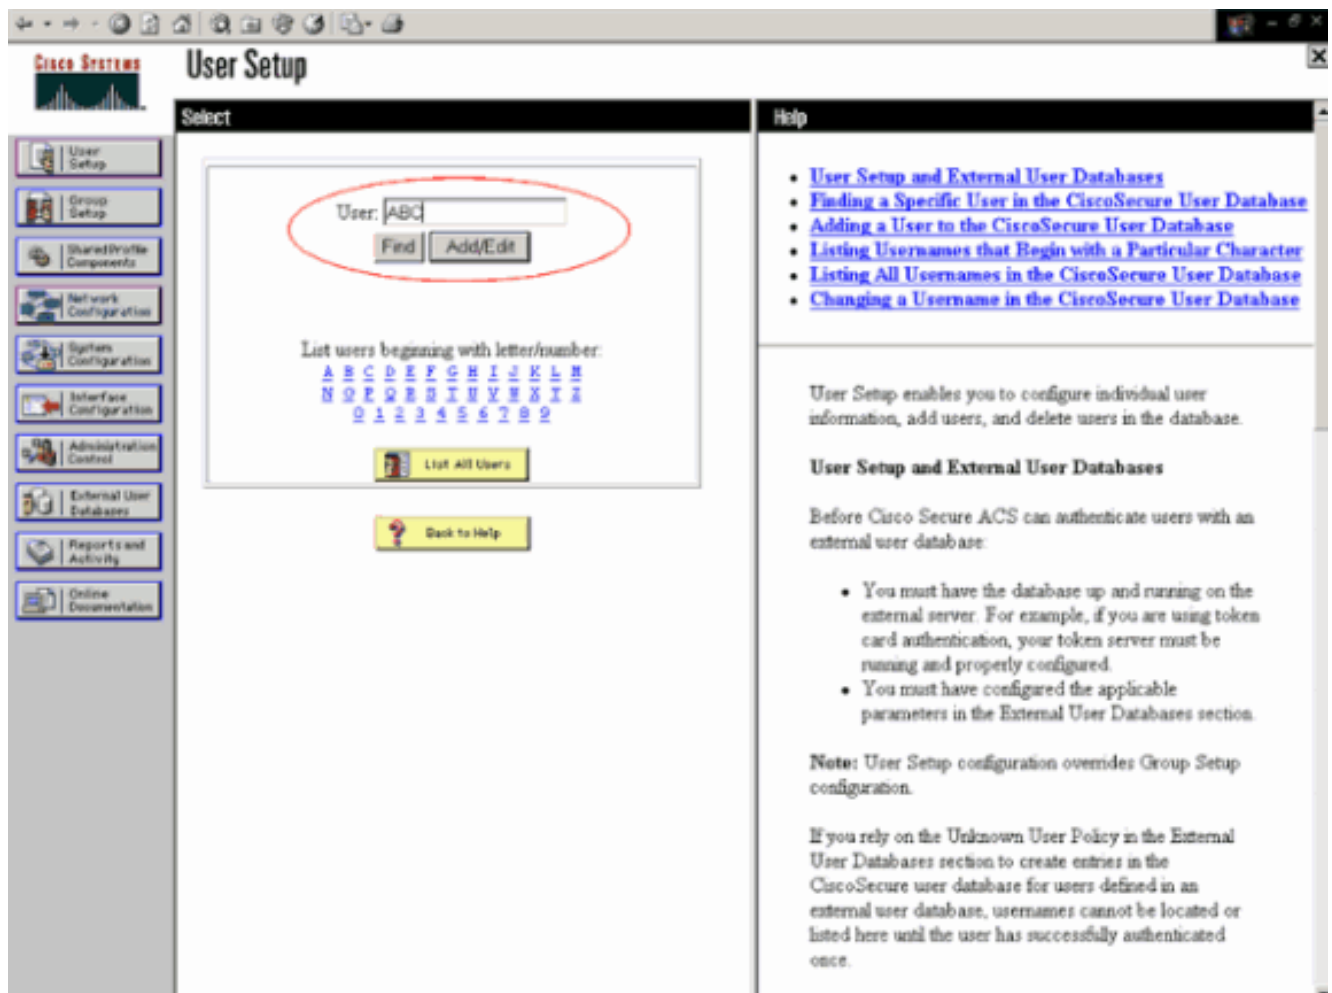 CISCO SYSTEMS
User Setup
Select
Help
User
Setup
Group
Setup
Shared Profile
Components
Network
Configuration
System
Configuration
Interface
Configuration
Administration
Control
External User
Databases
Reports and
Activity
Online
Documentation
User: ABC
Find Add/Edit
List users beginning with letter/number:
A B C D E F G H I J K L M
N O P Q R S T U V W X Y Z
0 1 2 3 4 5 6 7 8 9
List All Users
Back to Help
User Setup and External User Databases
Finding a Specific User in the CiscoSecure User Database
Adding a User to the CiscoSecure User Database
Listing Usernames that Begin with a Particular Character
Listing All Usernames in the CiscoSecure User Database
Changing a Username in the CiscoSecure User Database
User Setup enables you to configure individual user
information, add users, and delete users in the database.
User Setup and External User Databases
Before Cisco Secure ACS can authenticate users with an
external user database:
You must have the database up and running on the
external server. For example, if you are using token
card authentication, your token server must be
running and properly configured.
You must have configured the applicable
parameters in the External User Databases section.
Note: User Setup configuration overrides Group Setup
configuration.
If you rely on the Unknown User Policy in the External
User Databases section to create entries in the
CiscoSecure user database for users defined in an
external user database, usernames cannot be located or
listed here until the user has successfully authenticated
once.